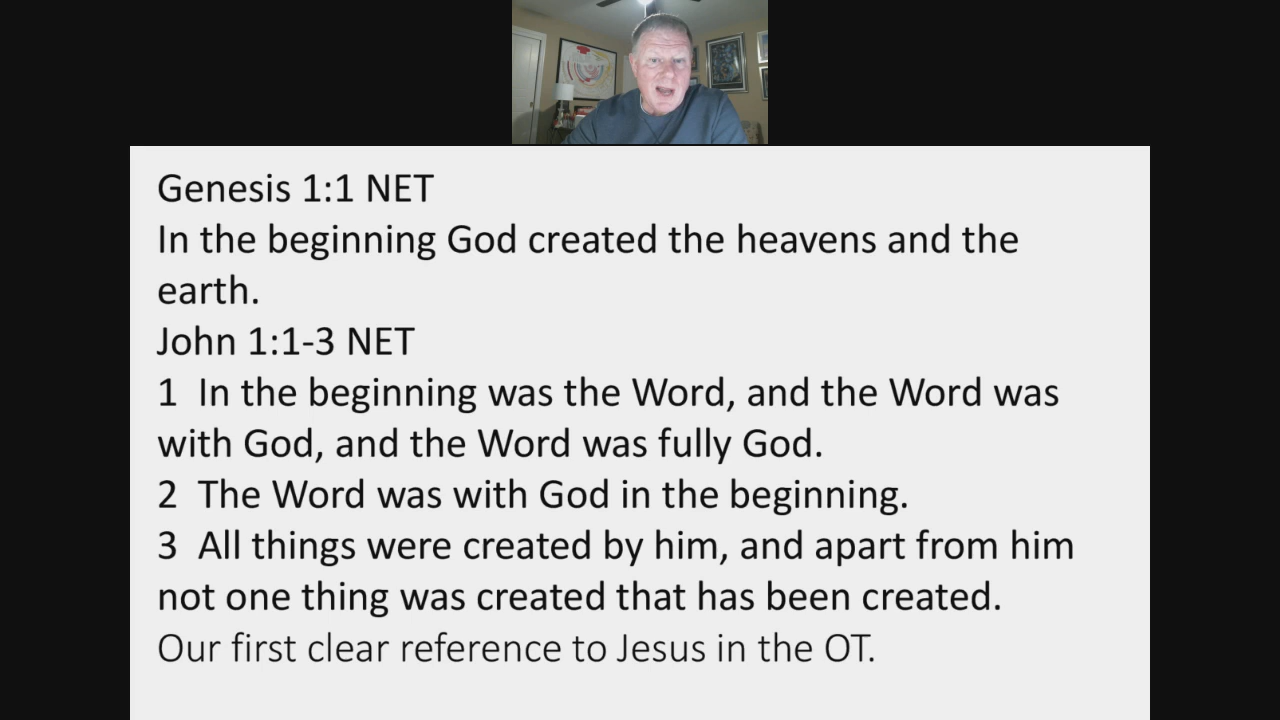 Genesis 1:1 NET
In the beginning God created the heavens and the
earth.
John 1:1-3 NET
1  In the beginning was the Word, and the Word was
with God, and the Word was fully God.
2  The Word was with God in the beginning.
3  All things were created by him, and apart from him
not one thing was created that has been created.
Our first clear reference to Jesus in the OT.